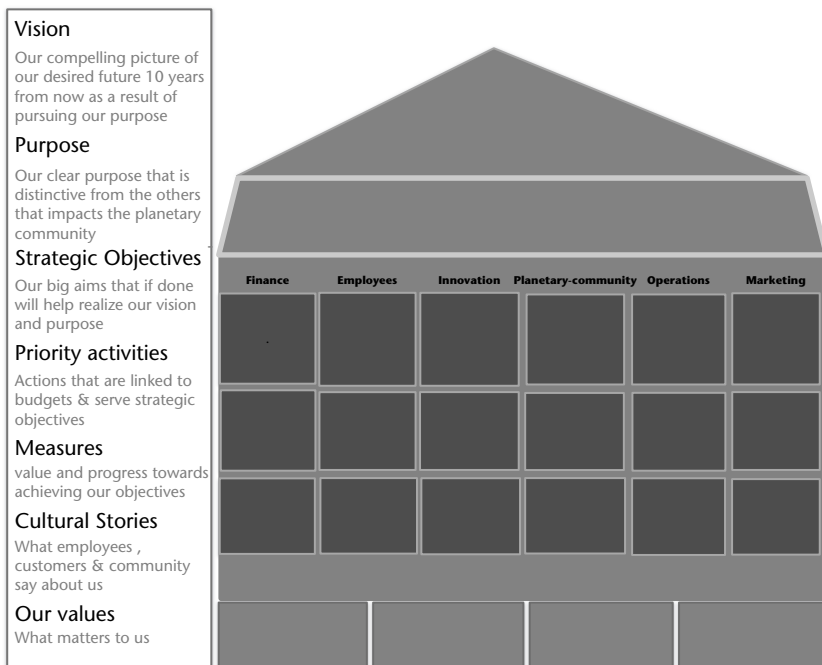 Vision
Our compelling picture of
our desired future 10 years
from now as a result of
pursuing our purpose
Purpose
Our clear purpose that is
distinctive from the others
that impacts the planetary
community
Strategic Objectives
Our big aims that if done
will help realize our vision
and purpose
Priority activities
Actions that are linked to
budgets & serve strategic
objectives
Measures
value and progress towards
achieving our objectives
Cultural Stories
What employees ,
customers & community
say about us
Our values
What matters to us
Finance Employees Innovation Planetary-community Operations Marketing